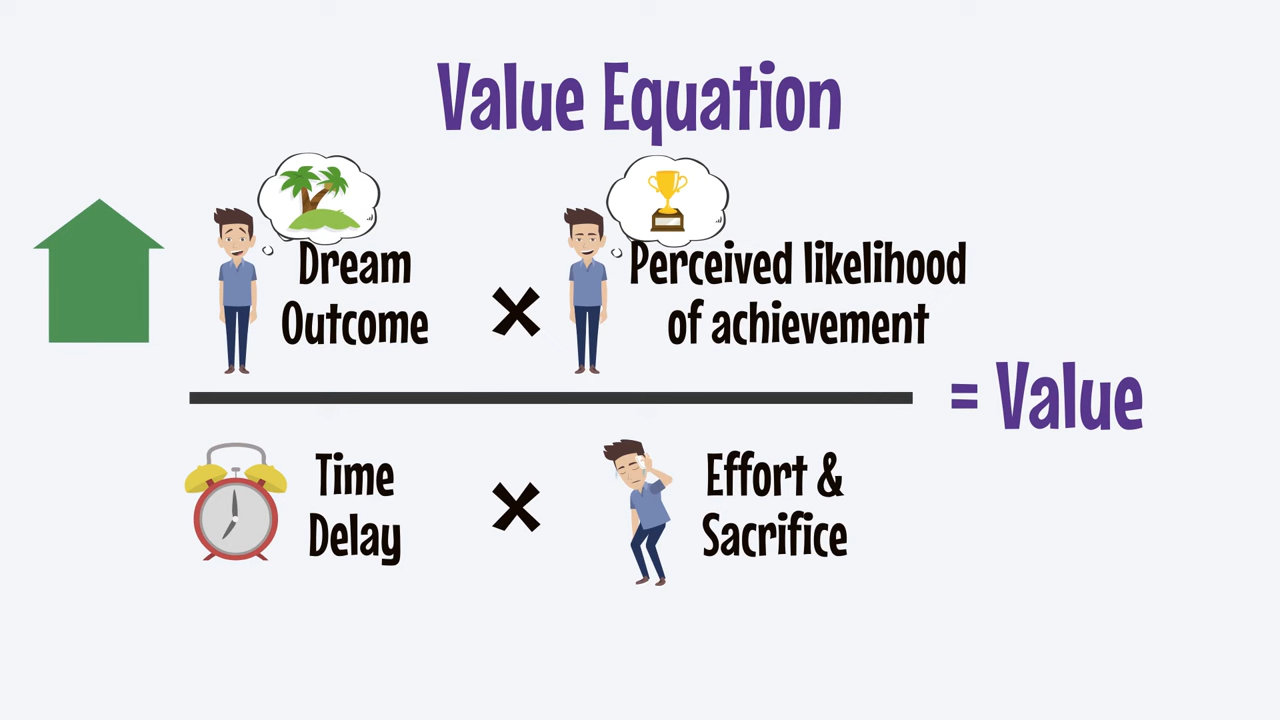 Value Equation
Dream
Outcome
×
Perceived likelihood
of achievement
= Value
Time
Delay
×
Effort &
Sacrifice